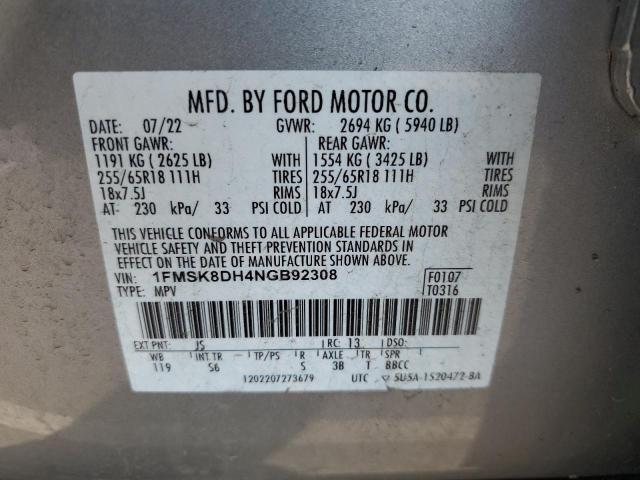 MFD. BY FORD MOTOR CO.
DATE: 07/22 GVWR: 2694 KG ( 5940 LB)
FRONT GAWR: REAR GAWR:
1191 KG ( 2625 LB) WITH 1554 KG ( 3425 LB) WITH
255/65R18 111H TIRES 255/65R18 111H TIRES
18x7.5J RIMS 18x7.5J RIMS
AT 230 kPa/ 33 PSI COLD AT 230 kPa/ 33 PSI COLD
THIS VEHICLE CONFORMS TO ALL APPLICABLE FEDERAL MOTOR
VEHICLE SAFETY AND THEFT PREVENTION STANDARDS IN
EFFECT ON THE DATE OF MANUFACTURE SHOWN ABOVE.
VIN: 1FMSK8DH4NGB92308 F0107
TYPE: MPV T0316
EXT PNT: JS RC: 13 DSO:
WB INT TR TP/PS R AXLE TR SPR
119 S6 S 3B T BBCC
1202207273679 UTC ▽ 5U5A-1520472-BA